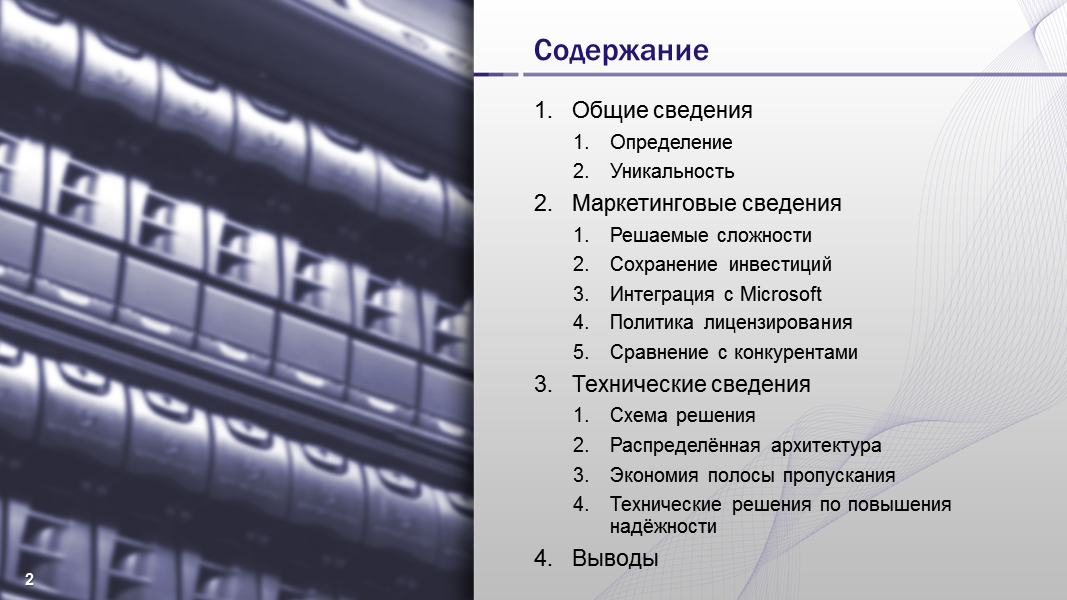 Содержание
1. Общие сведения
1. Определение
2. Уникальность
2. Маркетинговые сведения
1. Решаемые сложности
2. Сохранение инвестиций
3. Интеграция с Microsoft
4. Политика лицензирования
5. Сравнение с конкурентами
3. Технические сведения
1. Схема решения
2. Распределённая архитектура
3. Экономия полосы пропускания
4. Технические решения по повышения
надёжности
4. Выводы
2